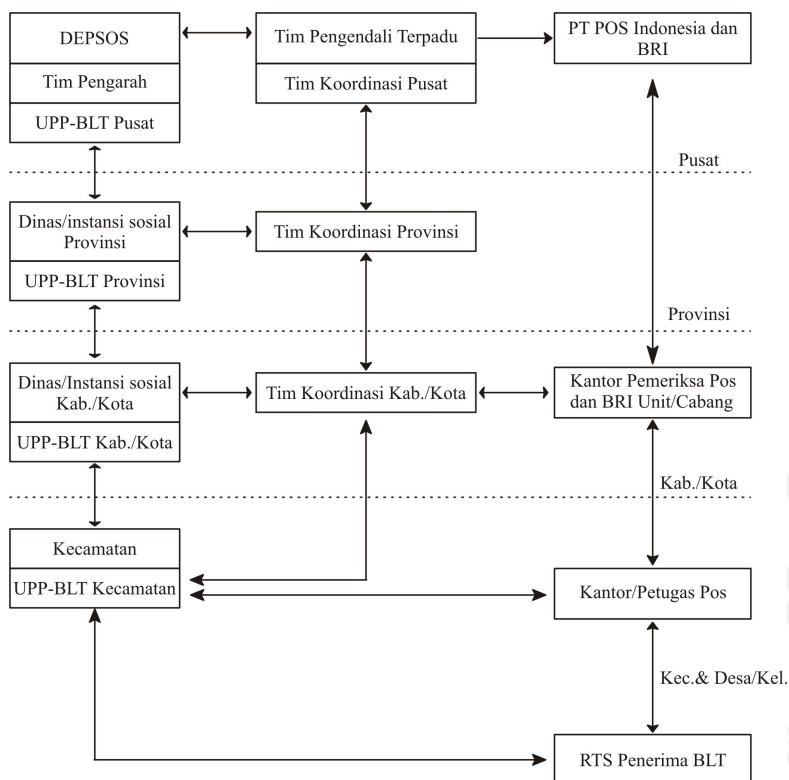 DEPSOS
Tim Pengarah
UPP-BLT Pusat
Tim Pengendali Terpadu
Tim Koordinasi Pusat
PT POS Indonesia dan
BRI
Pusat
Dinas/instansi sosial
Provinsi
UPP-BLT Provinsi
Tim Koordinasi Provinsi
Provinsi
Dinas/Instansi sosial
Kab./Kota
UPP-BLT Kab./Kota
Tim Koordinasi Kab./Kota
Kantor Pemeriksa Pos
dan BRI Unit/Cabang
Kab./Kota
Kecamatan
UPP-BLT Kecamatan
Kantor/Petugas Pos
Kec.& Desa/Kel.
RTS Penerima BLT